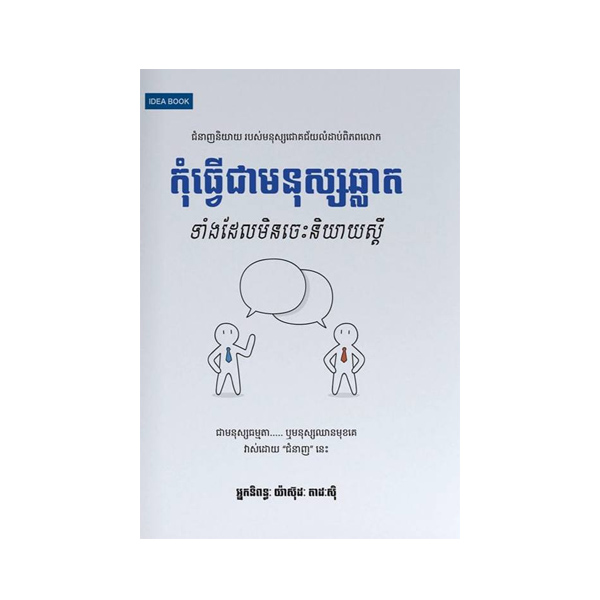 IDEA BOOK
ជំនាញនិយាយ របស់មនុស្សជោគជ័យលំដាប់ពិភពលោក
កុំធ្វើជាមនុស្សឆ្លាត
ទាំងដែលមិនចេះនិយាយស្តី
ជាមនុស្សធម្មតា..... ឬមនុស្សឈានមុខគេ
វាស់ដោយ “ជំនាញ” នេះ
អ្នកនិពន្ធៈ យ៉ាស៊ុដៈ តាដៈស៊ិ